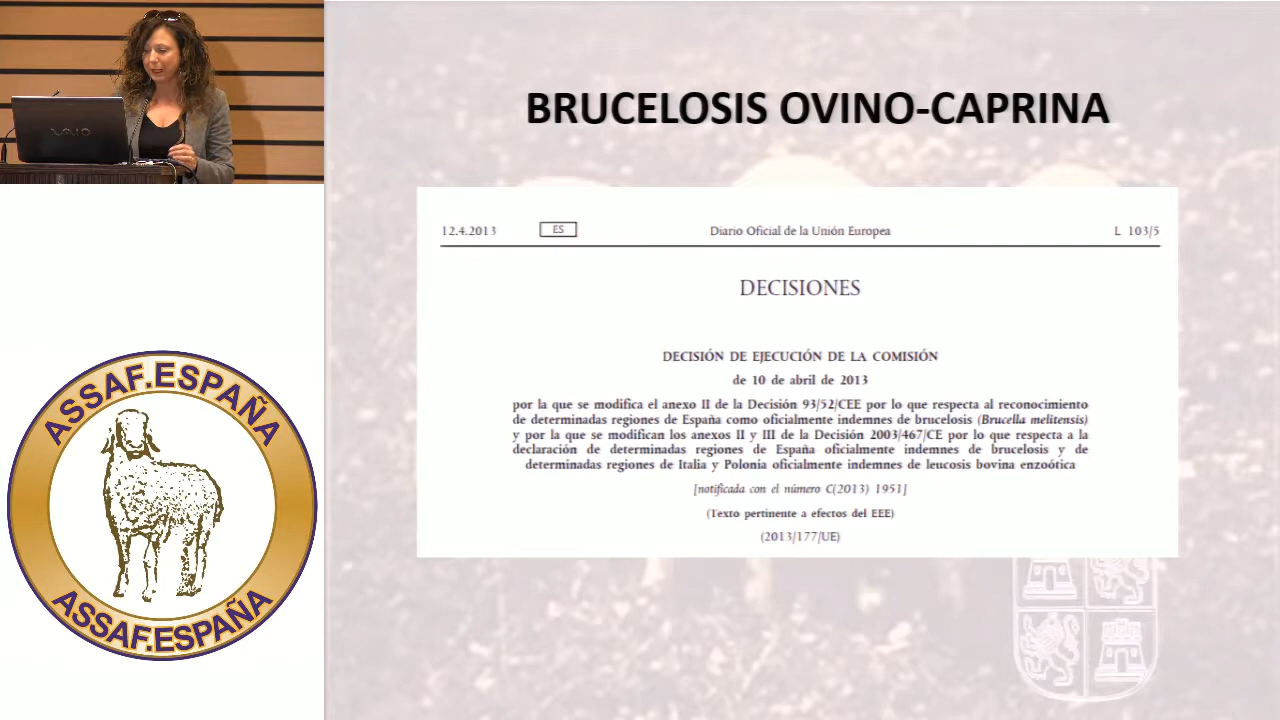 VAIO
BRUCELOSIS OVINO-CAPRINA
12.4.2013 ES Diario Oficial de la Unión Europea L 103/5
DECISIONES
DECISIÓN DE EJECUCIÓN DE LA COMISIÓN
de 10 de abril de 2013
por la que se modifica el anexo II de la Decisión 93/52/CEE por lo que respecta al reconocimiento
de determinadas regiones de España como oficialmente indemnes de brucelosis (Brucella melitensis)
y por la que se modifican los anexos II y III de la Decisión 2003/467/CE por lo que respecta a la
declaración de determinadas regiones de España oficialmente indemnes de brucelosis y de
determinadas regiones de Italia y Polonia oficialmente indemnes de leucosis bovina enzoótica
[notificada con el número C(2013) 1951]
(Texto pertinente a efectos del EEE)
(2013/177/UE)
ASSAF.ESPAÑA
ASSAF.ESPAÑA